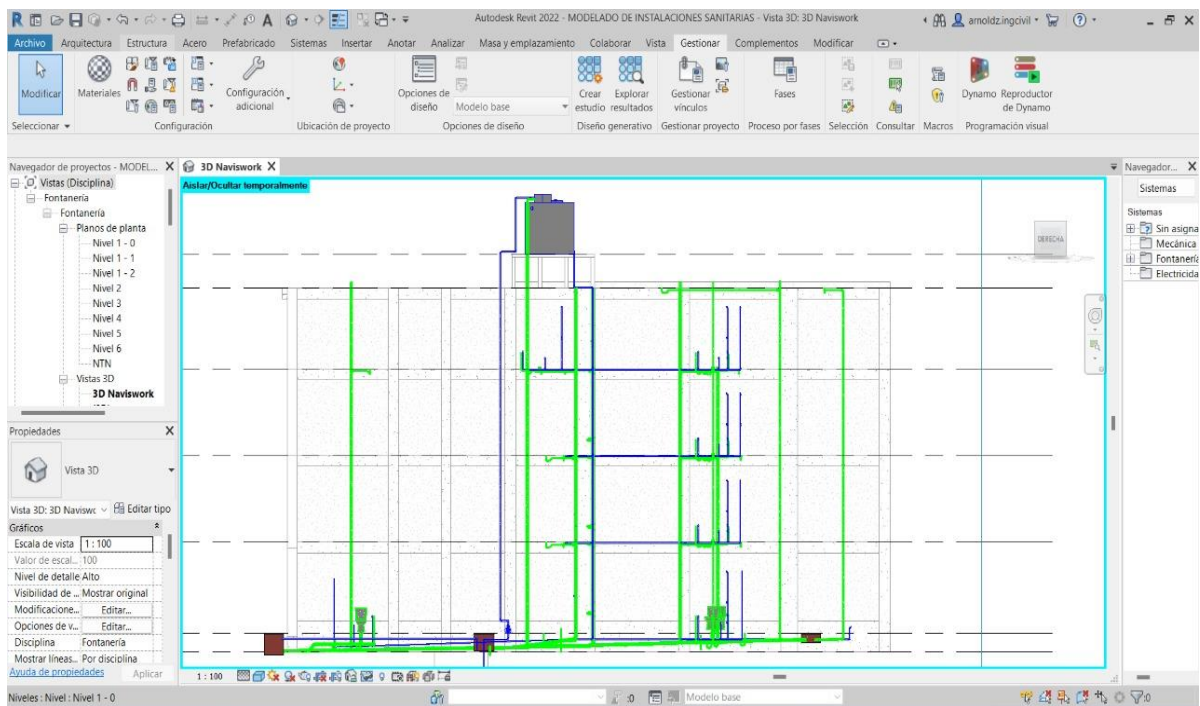 Autodesk Revit 2022 - MODELADO DE INSTALACIONES SANITARIAS - Vista 3D: 3D Naviswork
arnoldz.ingcivil
Archivo Arquitectura Estructura Acero Prefabricado Sistemas Insertar Anotar Analizar Masa y emplazamiento Colaborar Vista Gestionar Complementos Modificar
Modificar
Materiales
Configuración adicional
Opciones de diseño
Modelo base
Crear estudio
Explorar resultados
Gestionar vínculos
Fases
Dynamo
Reproductor de Dynamo
Seleccionar
Configuración
Ubicación de proyecto
Opciones de diseño
Diseño generativo
Gestionar proyecto
Proceso por fases
Selección
Consultar
Macros
Programación visual
Navegador de proyectos - MODEL... X
3D Naviswork X
Navegador... X
Vistas (Disciplina)
Fontanería
Fontanería
Planos de planta
Nivel 1 - 0
Nivel 1 - 1
Nivel 1 - 2
Nivel 2
Nivel 3
Nivel 4
Nivel 5
Nivel 6
NTN
Vistas 3D
3D Naviswork
Aislar/Ocultar temporalmente
DERECHA
Sistemas
Sistemas
Sin asigna
Mecánica
Fontanería
Electricida
Propiedades X
Vista 3D
Vista 3D: 3D Naviswc
Editar tipo
Gráficos
Escala de vista 1 : 100
Valor de escal... 100
Nivel de detalle Alto
Visibilidad de ... Mostrar original
Modificacione... Editar...
Opciones de v... Editar...
Disciplina Fontanería
Mostrar líneas... Por disciplina
Ayuda de propiedades Aplicar
1 : 100
Niveles : Nivel : Nivel 1 - 0
:0
Modelo base
:0